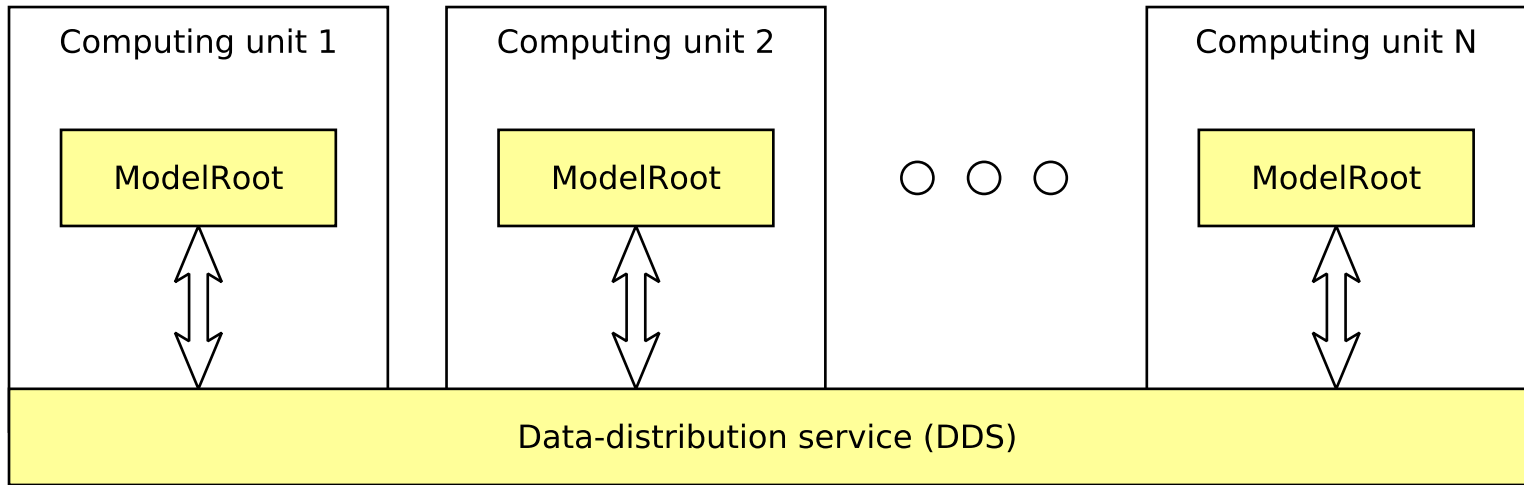 Computing unit 1
Computing unit 2
Computing unit N
ModelRoot
ModelRoot
ModelRoot
Data-distribution service (DDS)